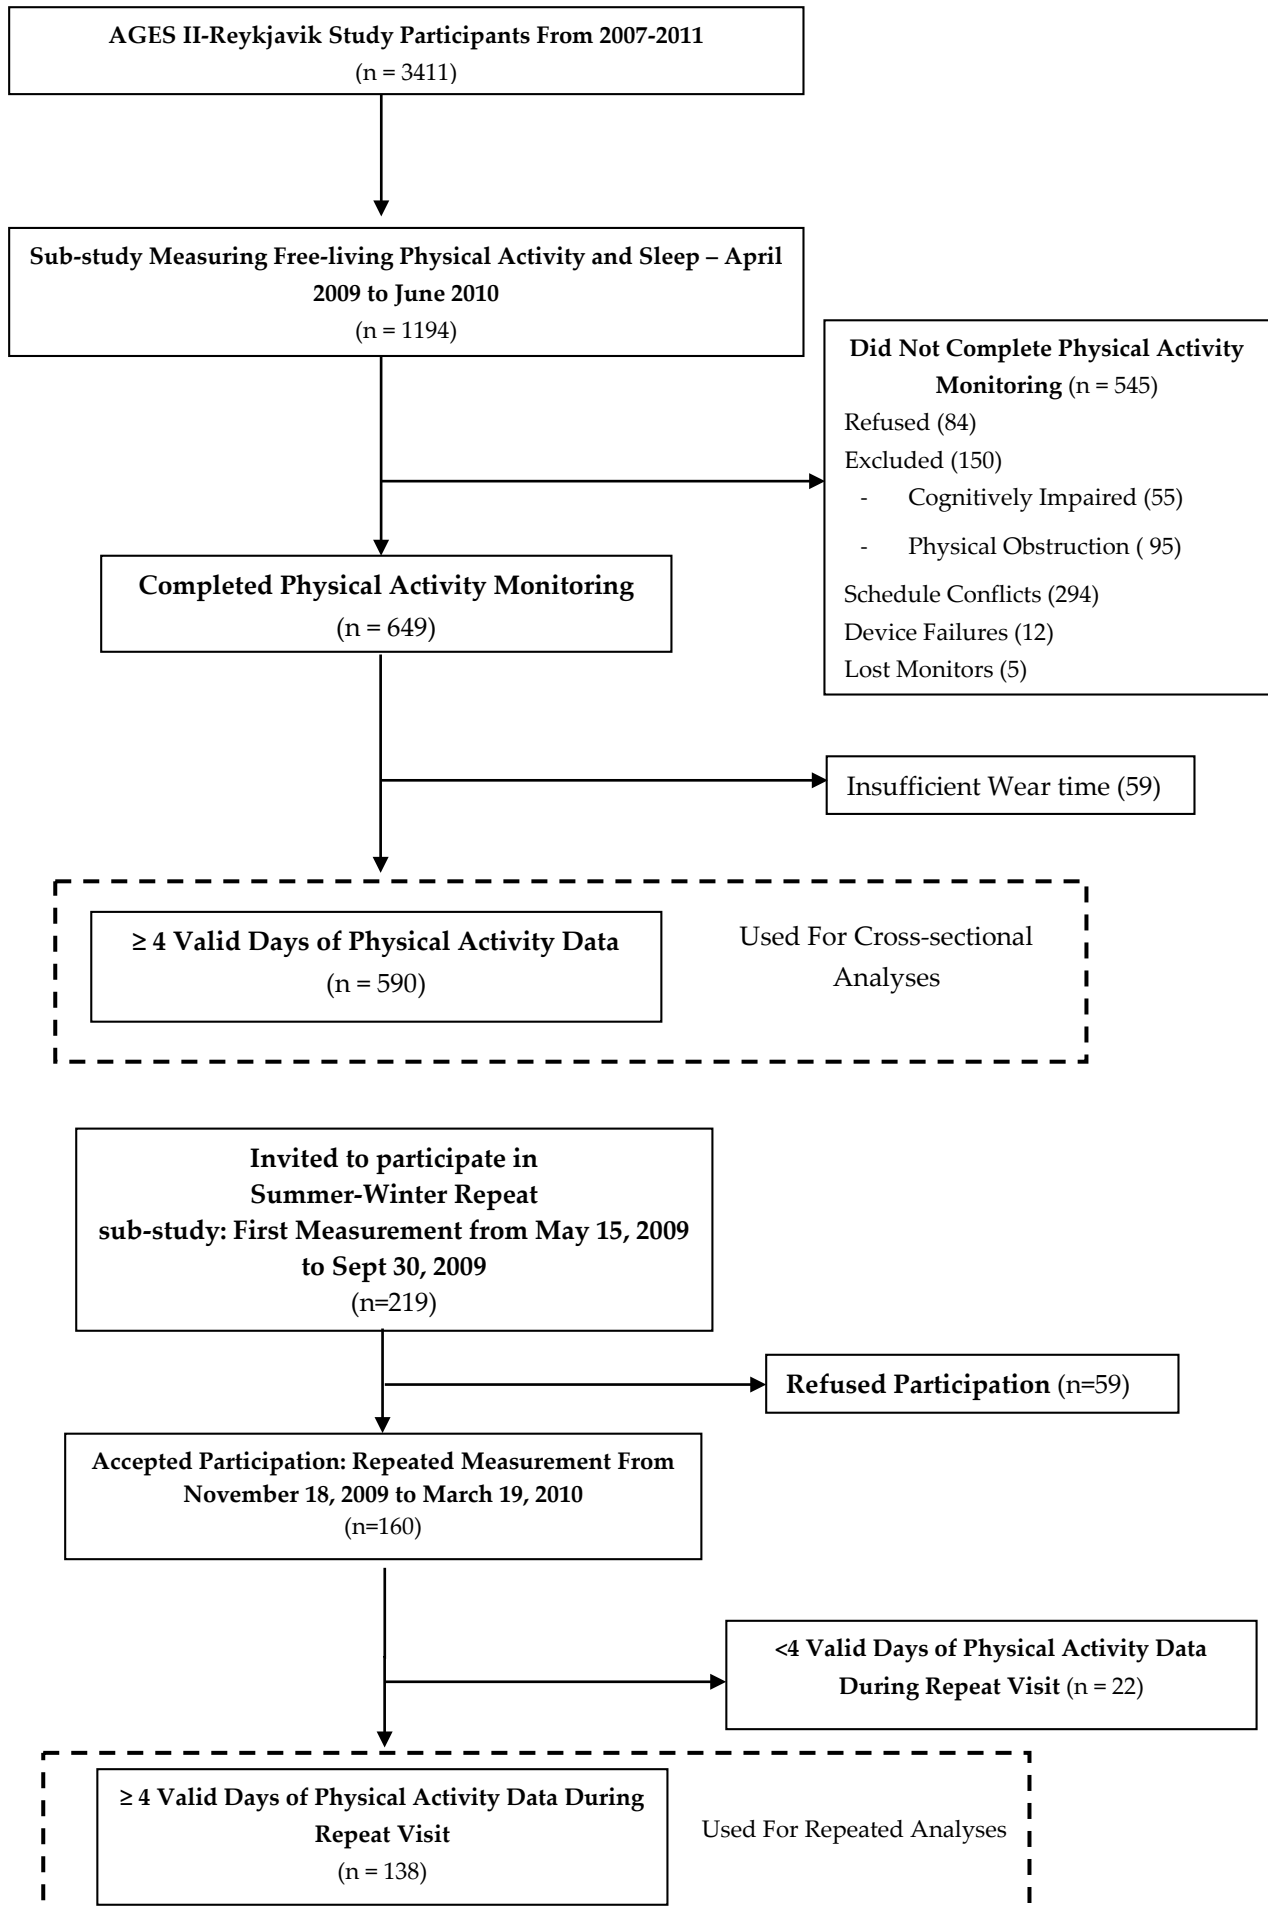 AGES II-Reykjavik Study Participants From 2007-2011
(n = 3411)
Sub-study Measuring Free-living Physical Activity and Sleep – April
2009 to June 2010
(n = 1194)
Did Not Complete Physical Activity
Monitoring (n = 545)
Refused (84)
Excluded (150)
- Cognitively Impaired (55)
- Physical Obstruction ( 95)
Schedule Conflicts (294)
Device Failures (12)
Lost Monitors (5)
Completed Physical Activity Monitoring
(n = 649)
Insufficient Wear time (59)
≥ 4 Valid Days of Physical Activity Data
(n = 590)
Used For Cross-sectional
Analyses
Invited to participate in
Summer-Winter Repeat
sub-study: First Measurement from May 15, 2009
to Sept 30, 2009
(n=219)
Refused Participation (n=59)
Accepted Participation: Repeated Measurement From
November 18, 2009 to March 19, 2010
(n=160)
<4 Valid Days of Physical Activity Data
During Repeat Visit (n = 22)
≥ 4 Valid Days of Physical Activity Data During
Repeat Visit
(n = 138)
Used For Repeated Analyses